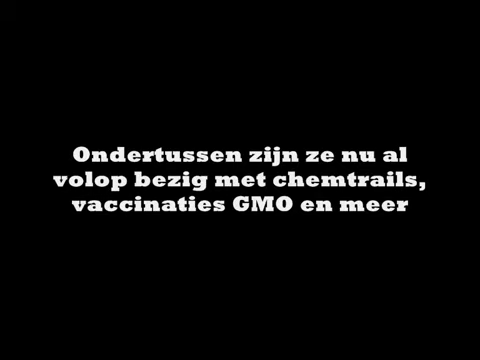 Ondertussen zijn ze nu al
volop bezig met chemtrails,
vaccinaties GMO en meer